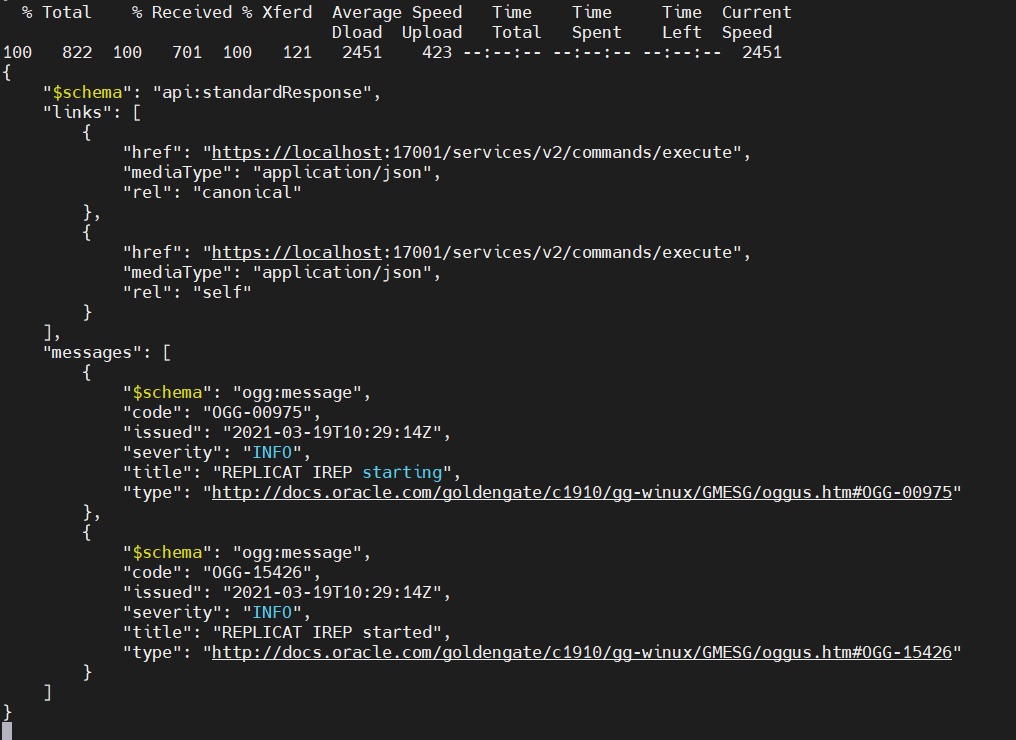 % Total    % Received % Xferd  Average Speed   Time    Time     Time  Current
                                 Dload  Upload   Total   Spent    Left  Speed
100   822  100   701  100   121   2451    423 --:--:-- --:--:-- --:--:--  2451
{
    "$schema": "api:standardResponse",
    "links": [
        {
            "href": "https://localhost:17001/services/v2/commands/execute",
            "mediaType": "application/json",
            "rel": "canonical"
        },
        {
            "href": "https://localhost:17001/services/v2/commands/execute",
            "mediaType": "application/json",
            "rel": "self"
        }
    ],
    "messages": [
        {
            "$schema": "ogg:message",
            "code": "OGG-00975",
            "issued": "2021-03-19T10:29:14Z",
            "severity": "INFO",
            "title": "REPLICAT IREP starting",
            "type": "http://docs.oracle.com/goldengate/c1910/gg-winux/GMESG/oggus.htm#OGG-00975"
        },
        {
            "$schema": "ogg:message",
            "code": "OGG-15426",
            "issued": "2021-03-19T10:29:14Z",
            "severity": "INFO",
            "title": "REPLICAT IREP started",
            "type": "http://docs.oracle.com/goldengate/c1910/gg-winux/GMESG/oggus.htm#OGG-15426"
        }
    ]
}